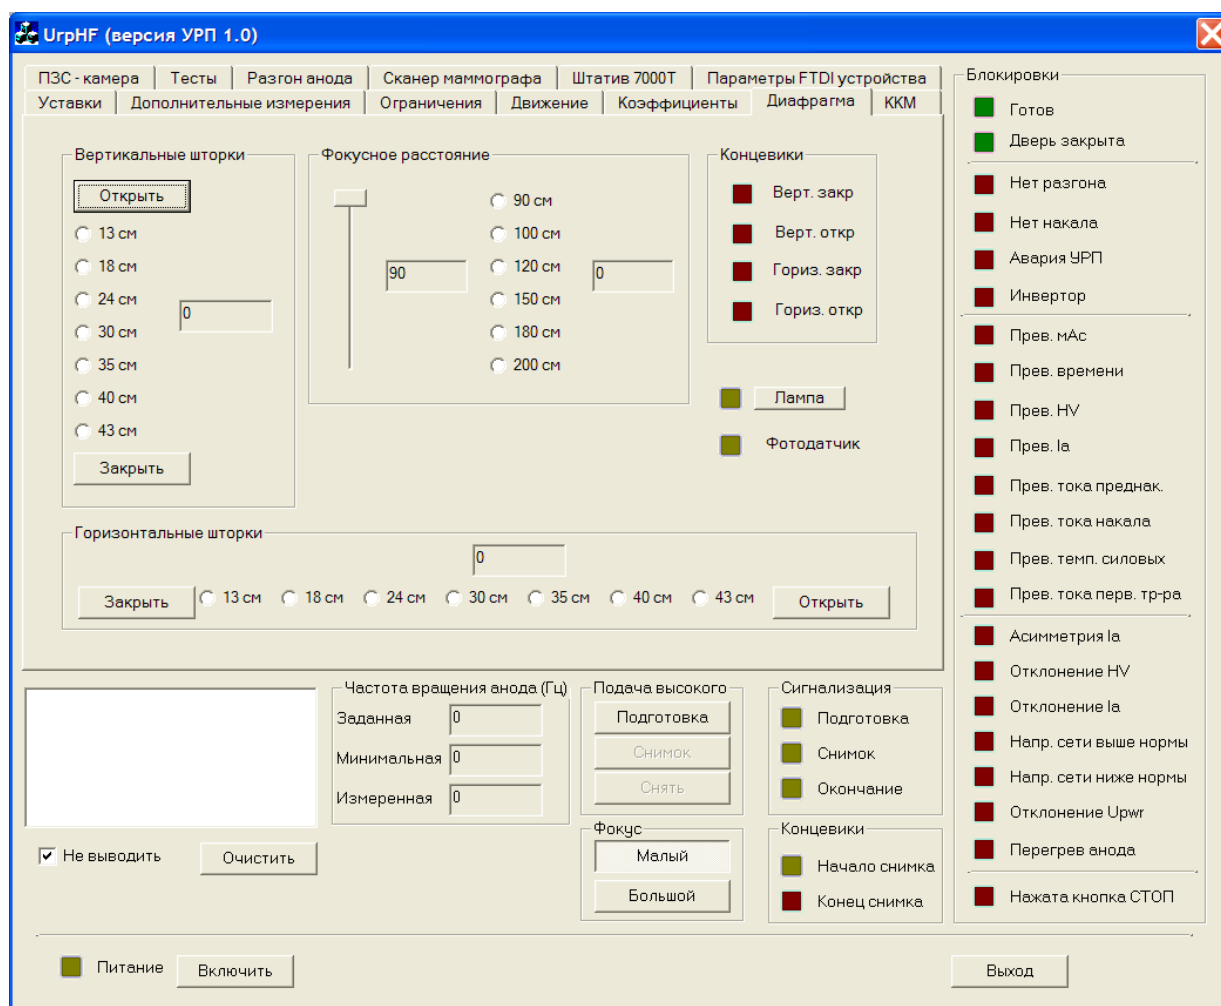 UrpHF (версия УРП 1.0)
ПЗС - камера Тесты Разгон анода Сканер маммографа Штатив 7000Т Параметры FTDI устройства
Уставки Дополнительные измерения Ограничения Движение Коэффициенты Диафрагма ККМ
Вертикальные шторки
Открыть
13 см
18 см
24 см
30 см
35 см
40 см
43 см
0
Закрыть
Фокусное расстояние
90
90 см
100 см
120 см
150 см
180 см
200 см
0
Концевики
Верт. закр
Верт. откр
Гориз. закр
Гориз. откр
Лампа
Фотодатчик
Горизонтальные шторки
0
Закрыть 13 см 18 см 24 см 30 см 35 см 40 см 43 см Открыть
Частота вращения анода (Гц)
Заданная 0
Минимальная 0
Измеренная 0
Не выводить Очистить
Подача высокого
Подготовка
Снимок
Снять
Фокус
Малый
Большой
Сигнализация
Подготовка
Снимок
Окончание
Концевики
Начало снимка
Конец снимка
Блокировки
Готов
Дверь закрыта
Нет разгона
Нет накала
Авария УРП
Инвертор
Прев. мАс
Прев. времени
Прев. HV
Прев. Ia
Прев. тока преднак.
Прев. тока накала
Прев. темп. силовых
Прев. тока перв. тр-ра
Асимметрия Ia
Отклонение HV
Отклонение Ia
Напр. сети выше нормы
Напр. сети ниже нормы
Отклонение Upwr
Перегрев анода
Нажата кнопка СТОП
Питание Включить
Выход